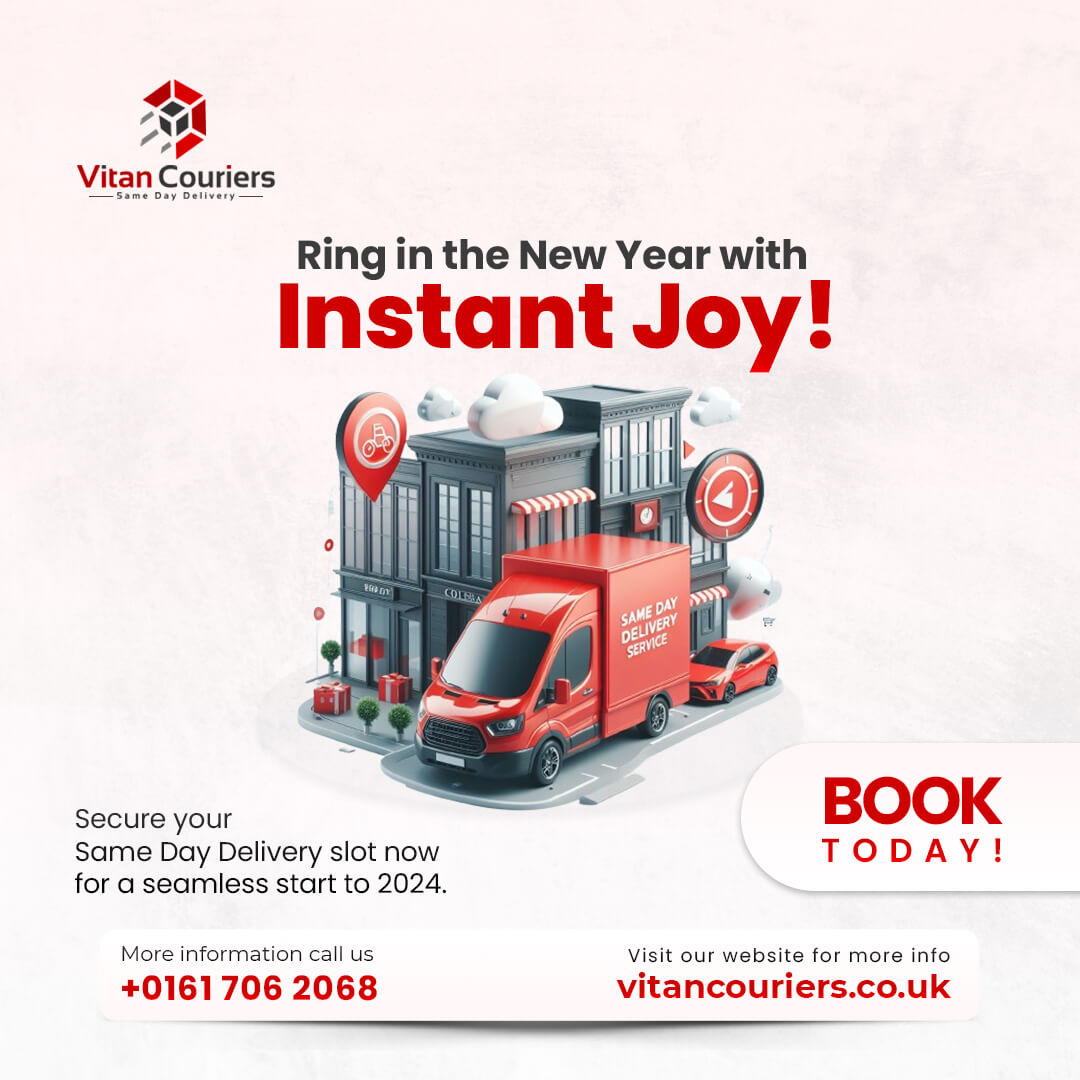 Vitan Couriers
Same Day Delivery
Ring in the New Year with
Instant Joy!
SAME DAY
DELIVERY
SERVICE
Secure your
Same Day Delivery slot now
for a seamless start to 2024.
BOOK
TODAY!
More information call us
+0161 706 2068
Visit our website for more info
vitancouriers.co.uk